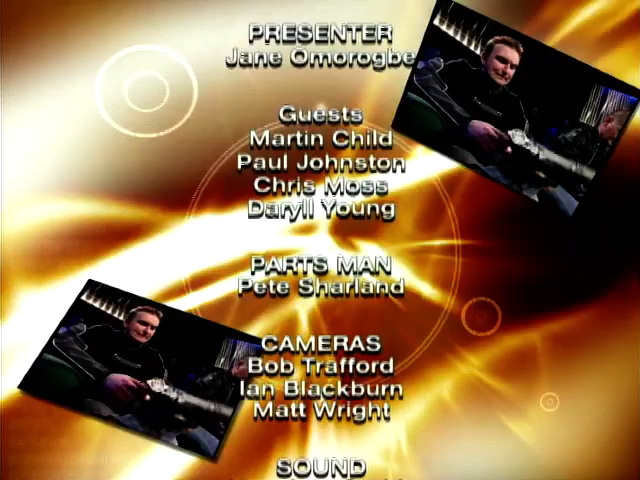 PRESENTER
Jane Omorogbe
Guests
Martin Child
Paul Johnston
Chris Moss
Daryll Young
PARTS MAN
Pete Sharland
CAMERAS
Bob Trafford
Ian Blackburn
Matt Wright
SOUND